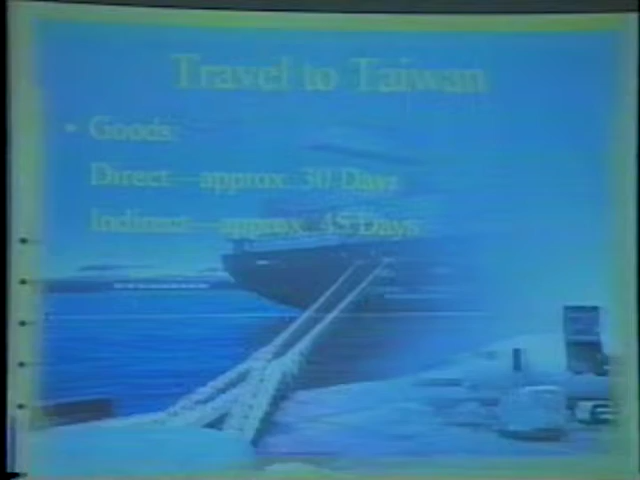 Travel to Taiwan
• Goods:
Direct—approx. 30 Days
Indirect—approx. 45 Days